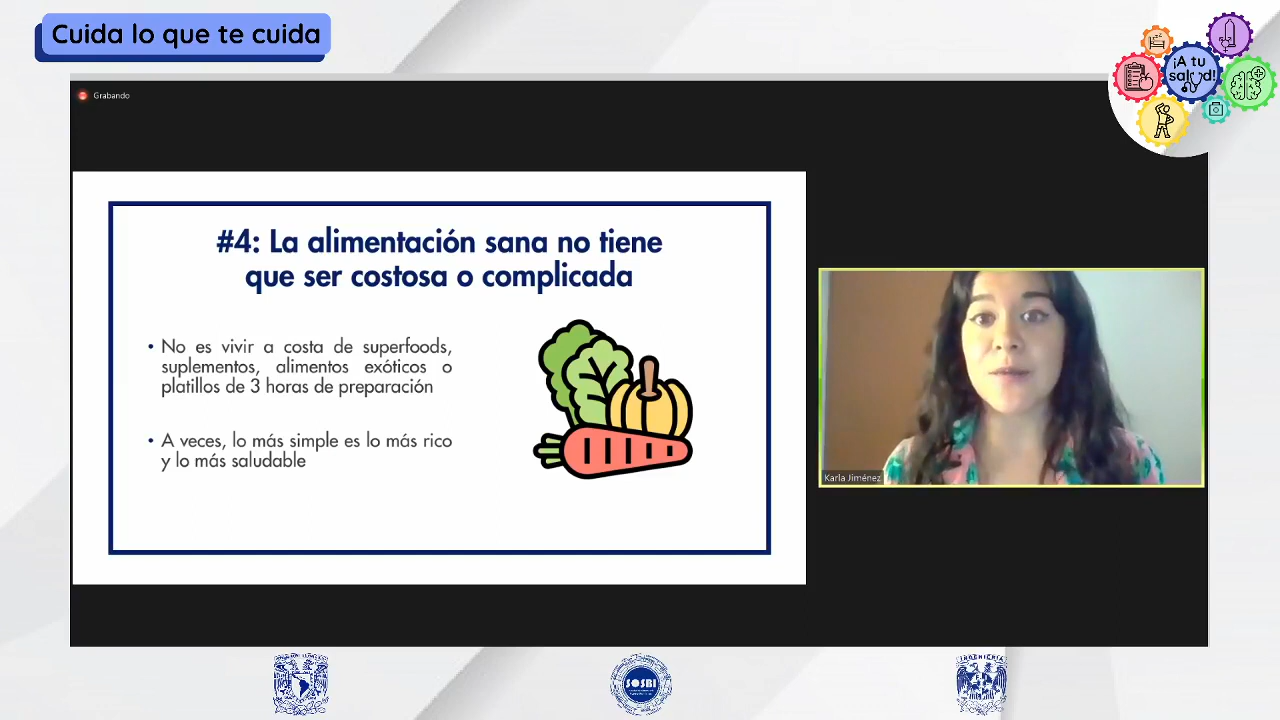 Cuida lo que te cuida
¡A tu
salud!
Grabando
#4: La alimentación sana no tiene
que ser costosa o complicada
• No es vivir a costa de superfoods,
suplementos, alimentos exóticos o
platillos de 3 horas de preparación
• A veces, lo más simple es lo más rico
y lo más saludable
Karla Jiménez
SOSBI